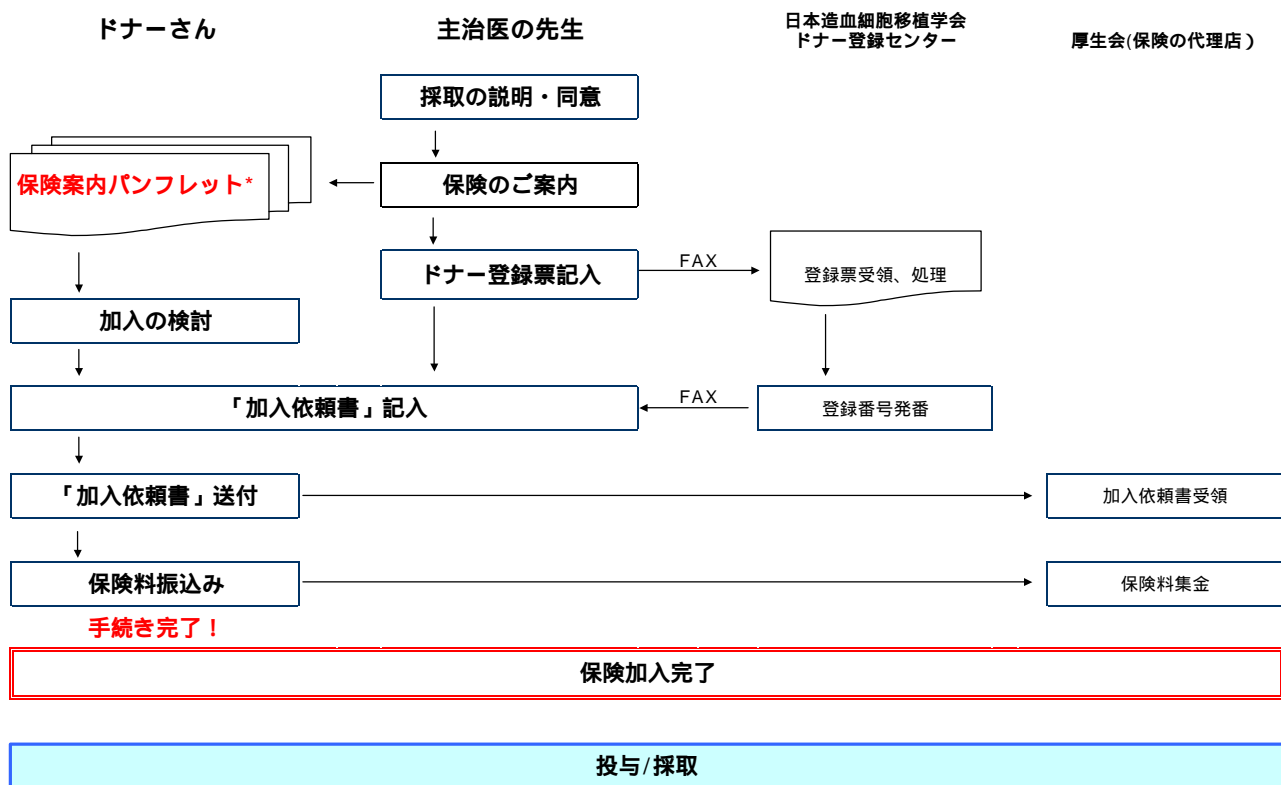 ドナーさん
主治医の先生
日本造血細胞移植学会
ドナー登録センター
厚生会(保険の代理店)
採取の説明・同意
保険案内パンフレット*
保険のご案内
ドナー登録票記入
FAX
登録票受領、処理
加入の検討
「加入依頼書」記入
FAX
登録番号発番
「加入依頼書」送付
加入依頼書受領
保険料振込み
保険料集金
手続き完了!
保険加入完了
投与/採取